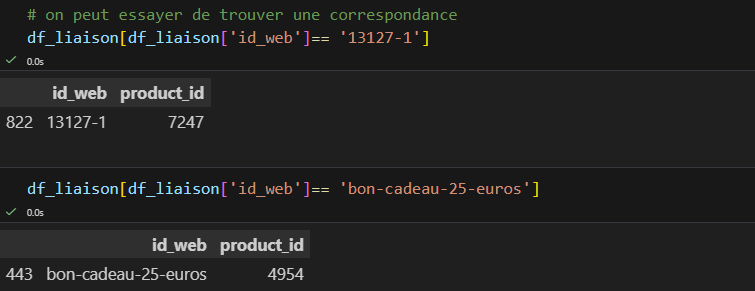 # on peut essayer de trouver une correspondance
df_liaison[df_liaison['id_web']== '13127-1']
0.0s
id_web product_id
822 13127-1 7247
df_liaison[df_liaison['id_web']== 'bon-cadeau-25-euros']
0.0s
id_web product_id
443 bon-cadeau-25-euros 4954